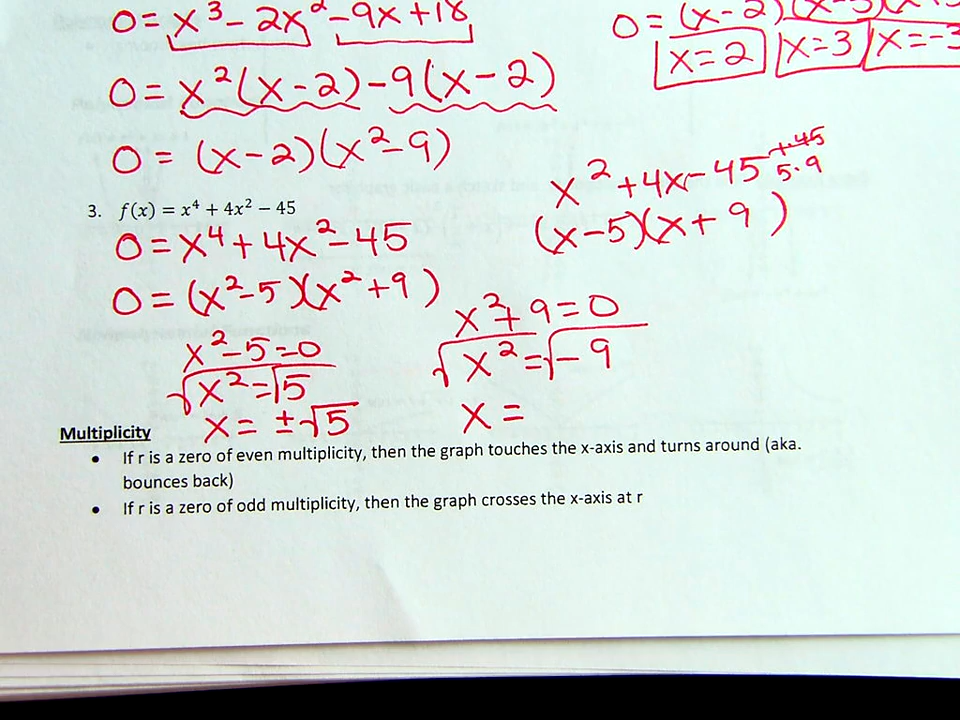 0 = x³ - 2x² - 9x + 18
0 = x²(x - 2) - 9(x - 2)
0 = (x - 2)(x² - 9)
0 = (x - 2)(x - 3)(x + 3)
x = 2 x = 3 x = -3
3. f(x) = x⁴ + 4x² − 45
0 = x⁴ + 4x² - 45
0 = (x² - 5)(x² + 9)
x² - 5 = 0
√x² = √5
x = ±√5
x² + 4x - 45
5·9
(x - 5)(x + 9)
x² + 9 = 0
√x² = √-9
x =
Multiplicity
• If r is a zero of even multiplicity, then the graph touches the x-axis and turns around (aka.
bounces back)
• If r is a zero of odd multiplicity, then the graph crosses the x-axis at r